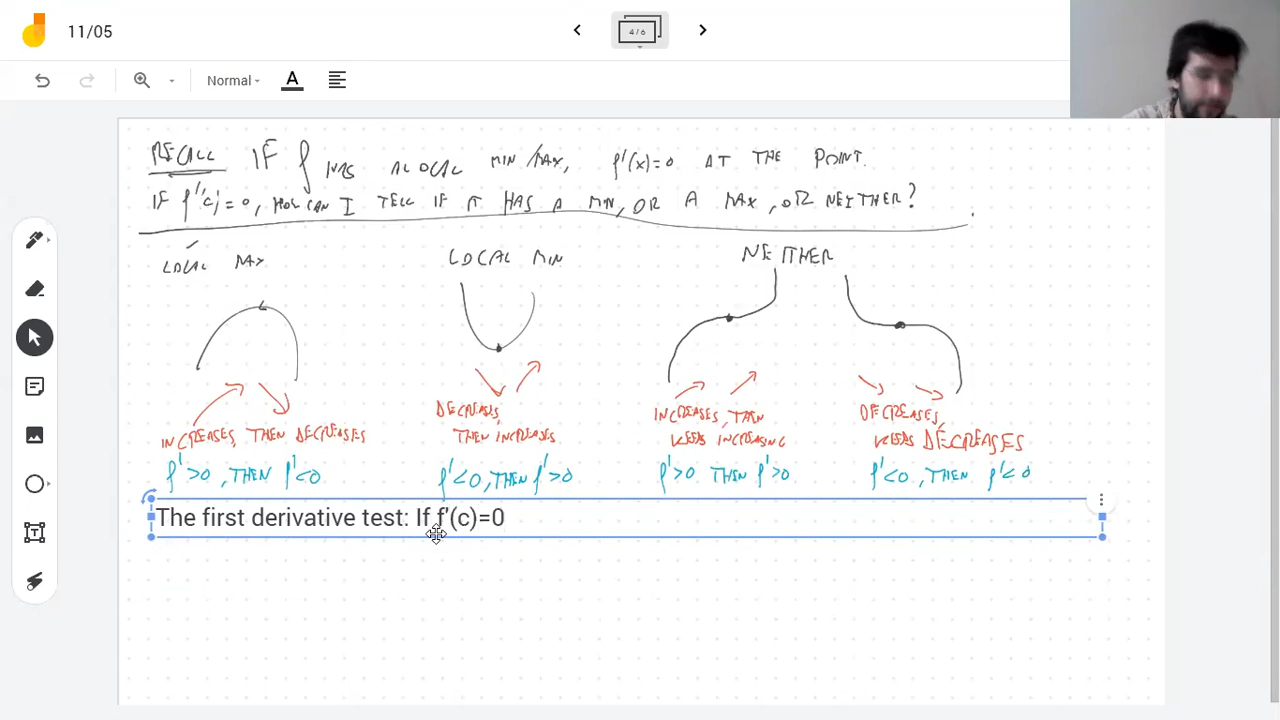 11/05
4 / 6
Normal
RECALL IF f HAS A LOCAL MIN/MAX, f'(x)=0 AT THE POINT.
IF f'(c)=0, HOW CAN I TELL IF IT HAS A MIN, OR A MAX, OR NEITHER?
LOCAL MAX LOCAL MIN NEITHER
INCREASES, THEN DECREASES
DECREASES,
THEN INCREASES
INCREASES, THEN
KEEPS INCREASING
DECREASES,
KEEPS DECREASES
f'>0, THEN f'<0 f'<0, THEN f'>0 f'>0 THEN f'>0 f'<0, THEN f'<0
The first derivative test: If f'(c)=0